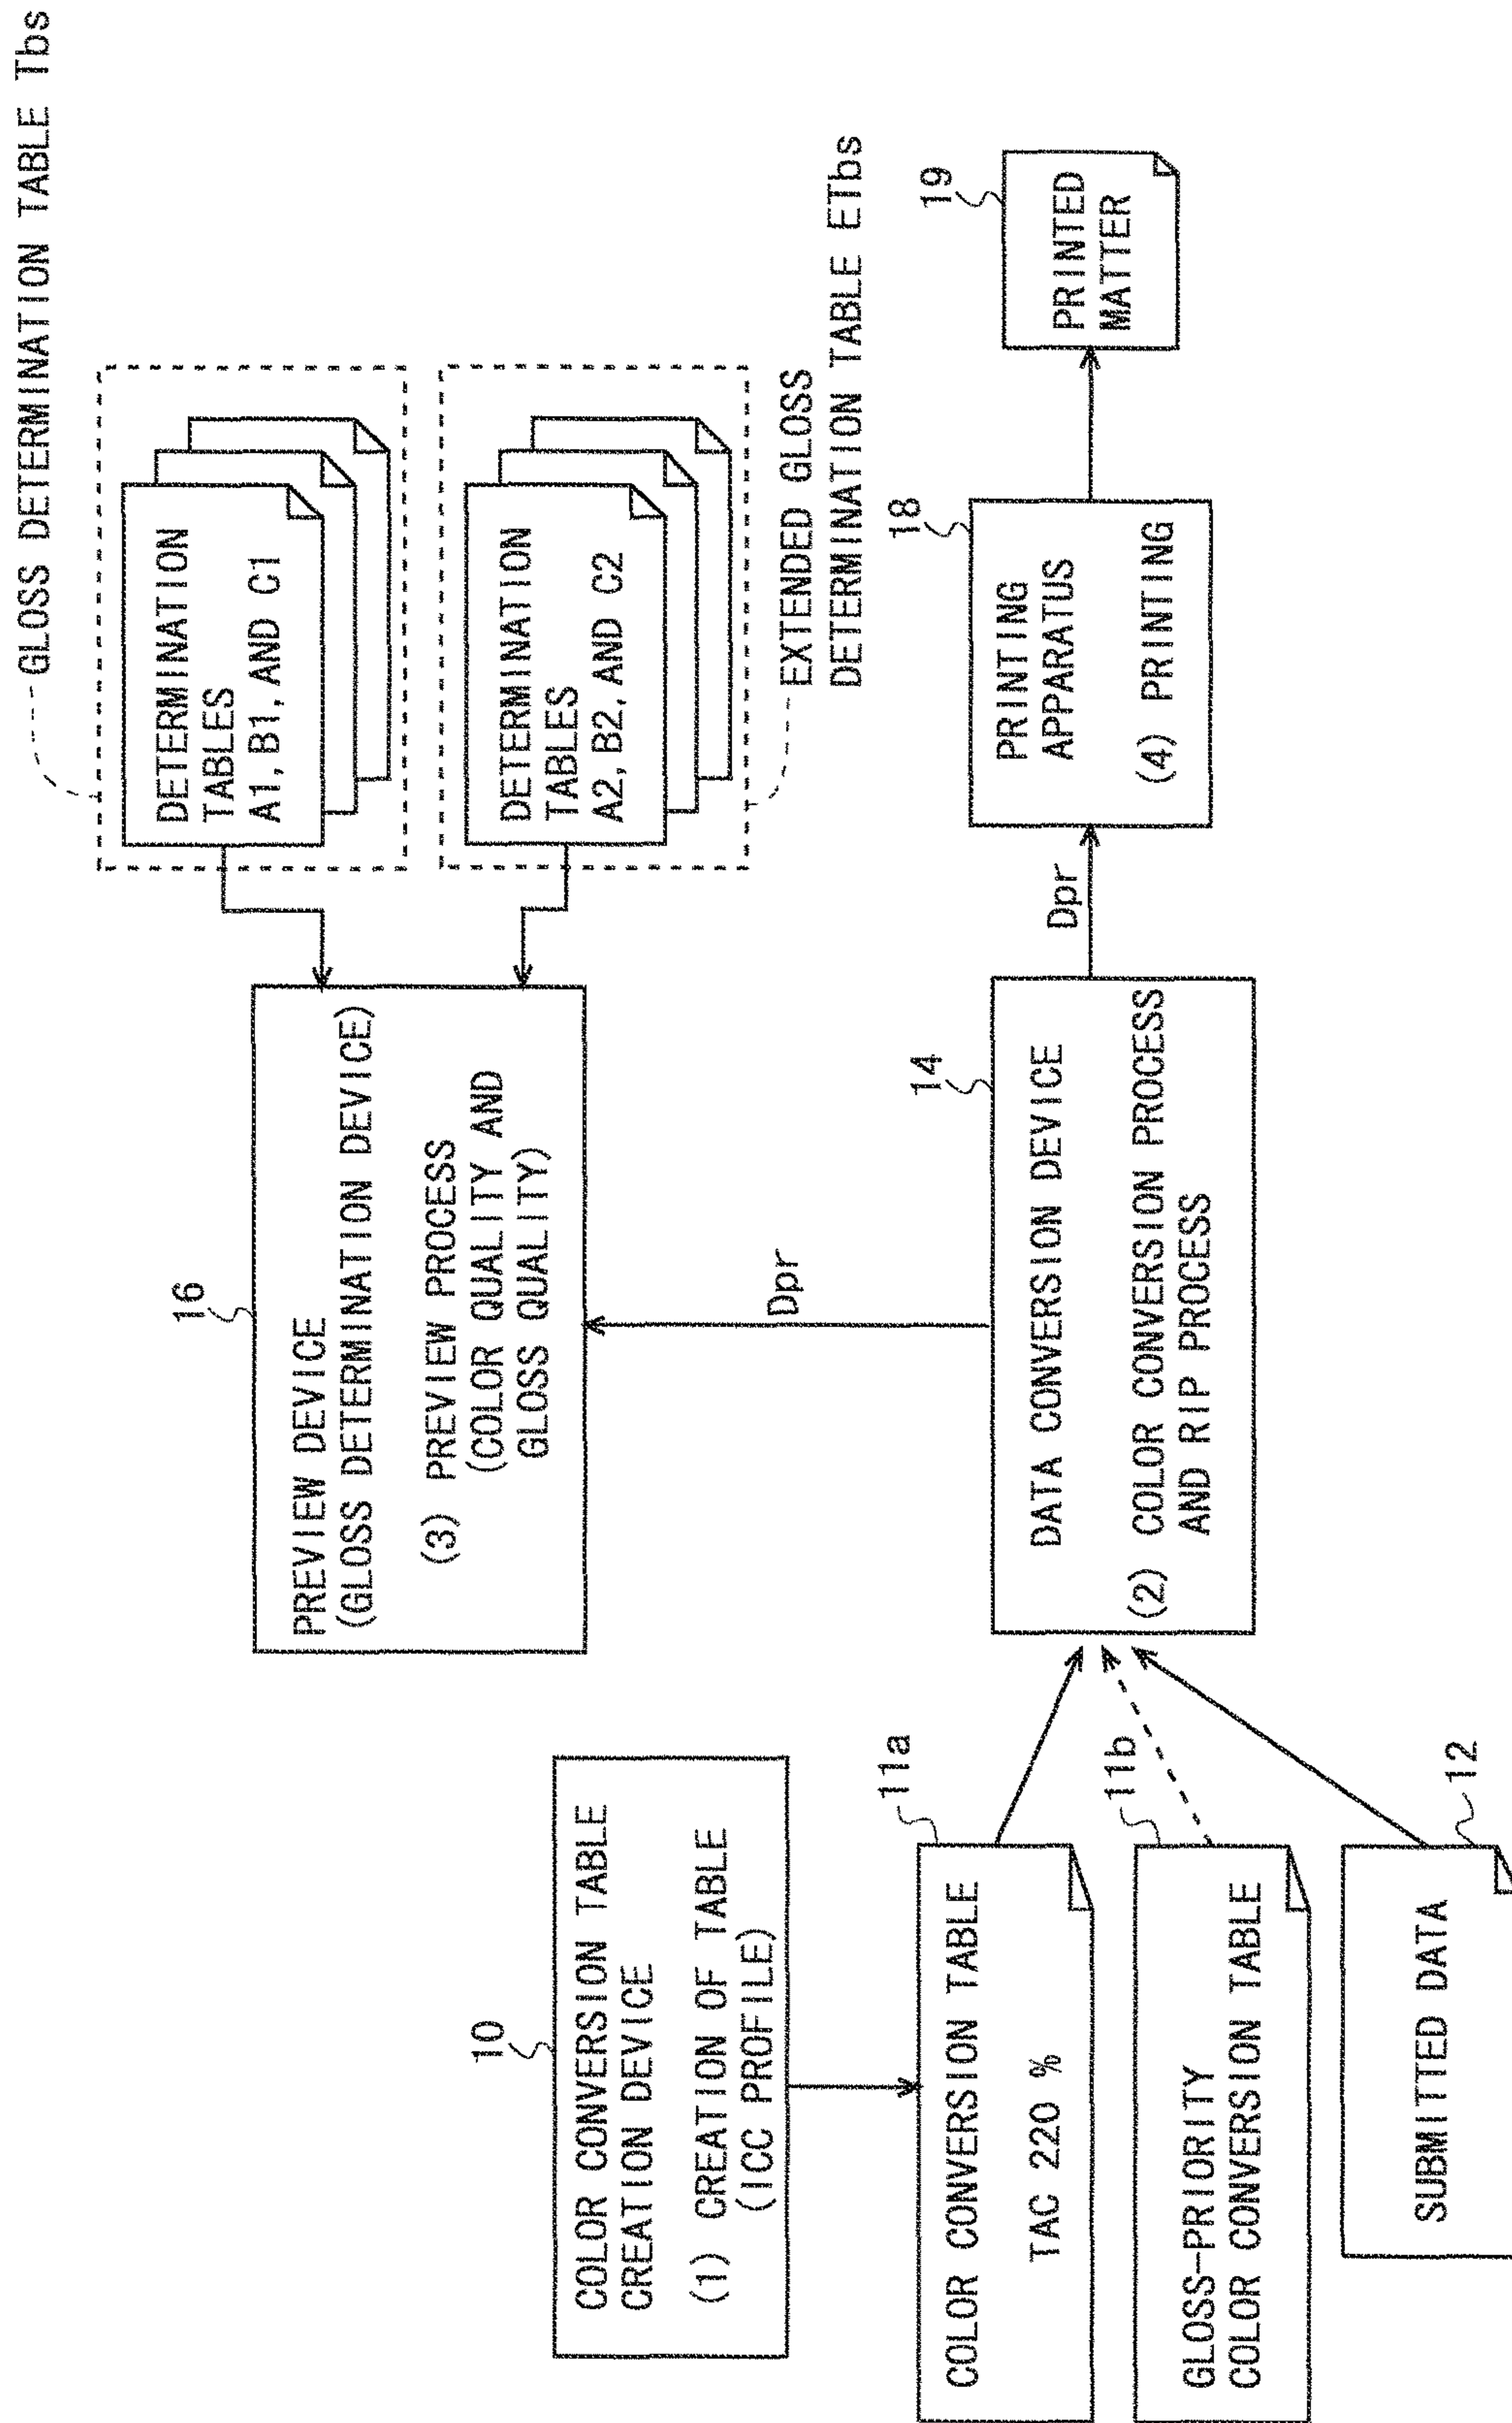 GLOSS DETERMINATION TABLE Tbs
DETERMINATION
TABLES
A1, B1, AND C1
DETERMINATION
TABLES
A2, B2, AND C2
EXTENDED GLOSS
DETERMINATION TABLE ETbs
16
PREVIEW DEVICE
(GLOSS DETERMINATION DEVICE)
(3) PREVIEW PROCESS
(COLOR QUALITY AND
GLOSS QUALITY)
Dpr
10
COLOR CONVERSION TABLE
CREATION DEVICE
(1) CREATION OF TABLE
(ICC PROFILE)
11a
COLOR CONVERSION TABLE
TAC 220 %
11b
GLOSS-PRIORITY
COLOR CONVERSION TABLE
12
SUBMITTED DATA
14
DATA CONVERSION DEVICE
(2) COLOR CONVERSION PROCESS
AND RIP PROCESS
Dpr
18
PRINTING
APPARATUS
(4) PRINTING
19
PRINTED
MATTER